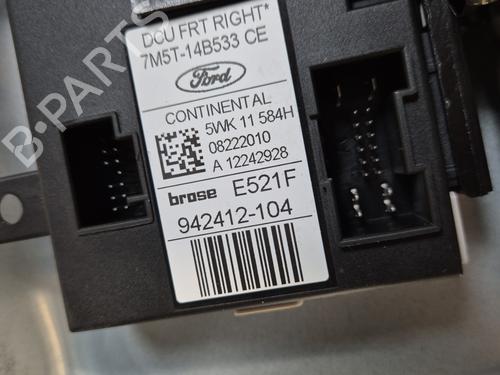 DCU FRT RIGHT*
7M5T-14B533 CE
Ford
CONTINENTAL
5WK 11 584H
08222010
A 12242928
brose E521F
942412-104
B-PARTS